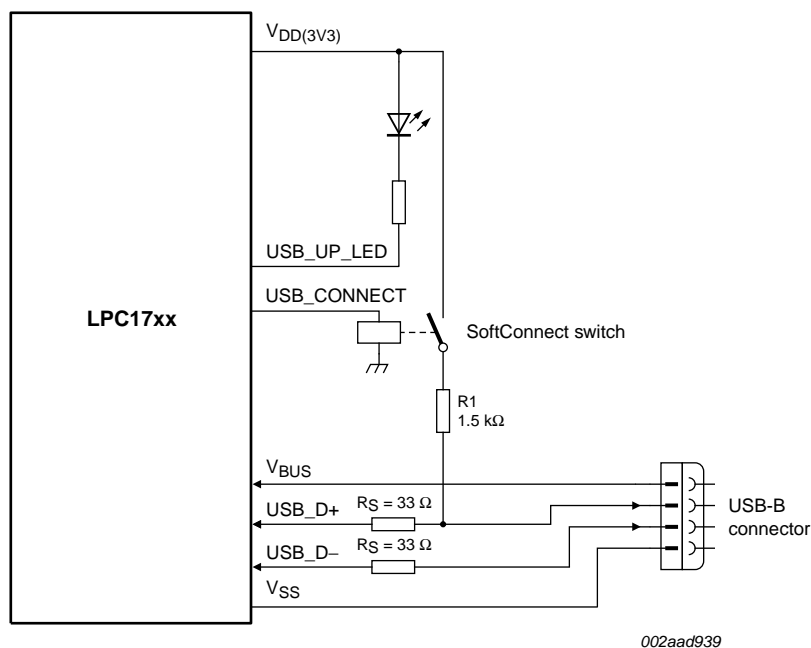 VDD(3V3)
USB_UP_LED
USB_CONNECT
LPC17xx
SoftConnect switch
R1
1.5 kΩ
VBUS
USB_D+
RS = 33 Ω
USB-B
connector
USB_D−
RS = 33 Ω
VSS
002aad939